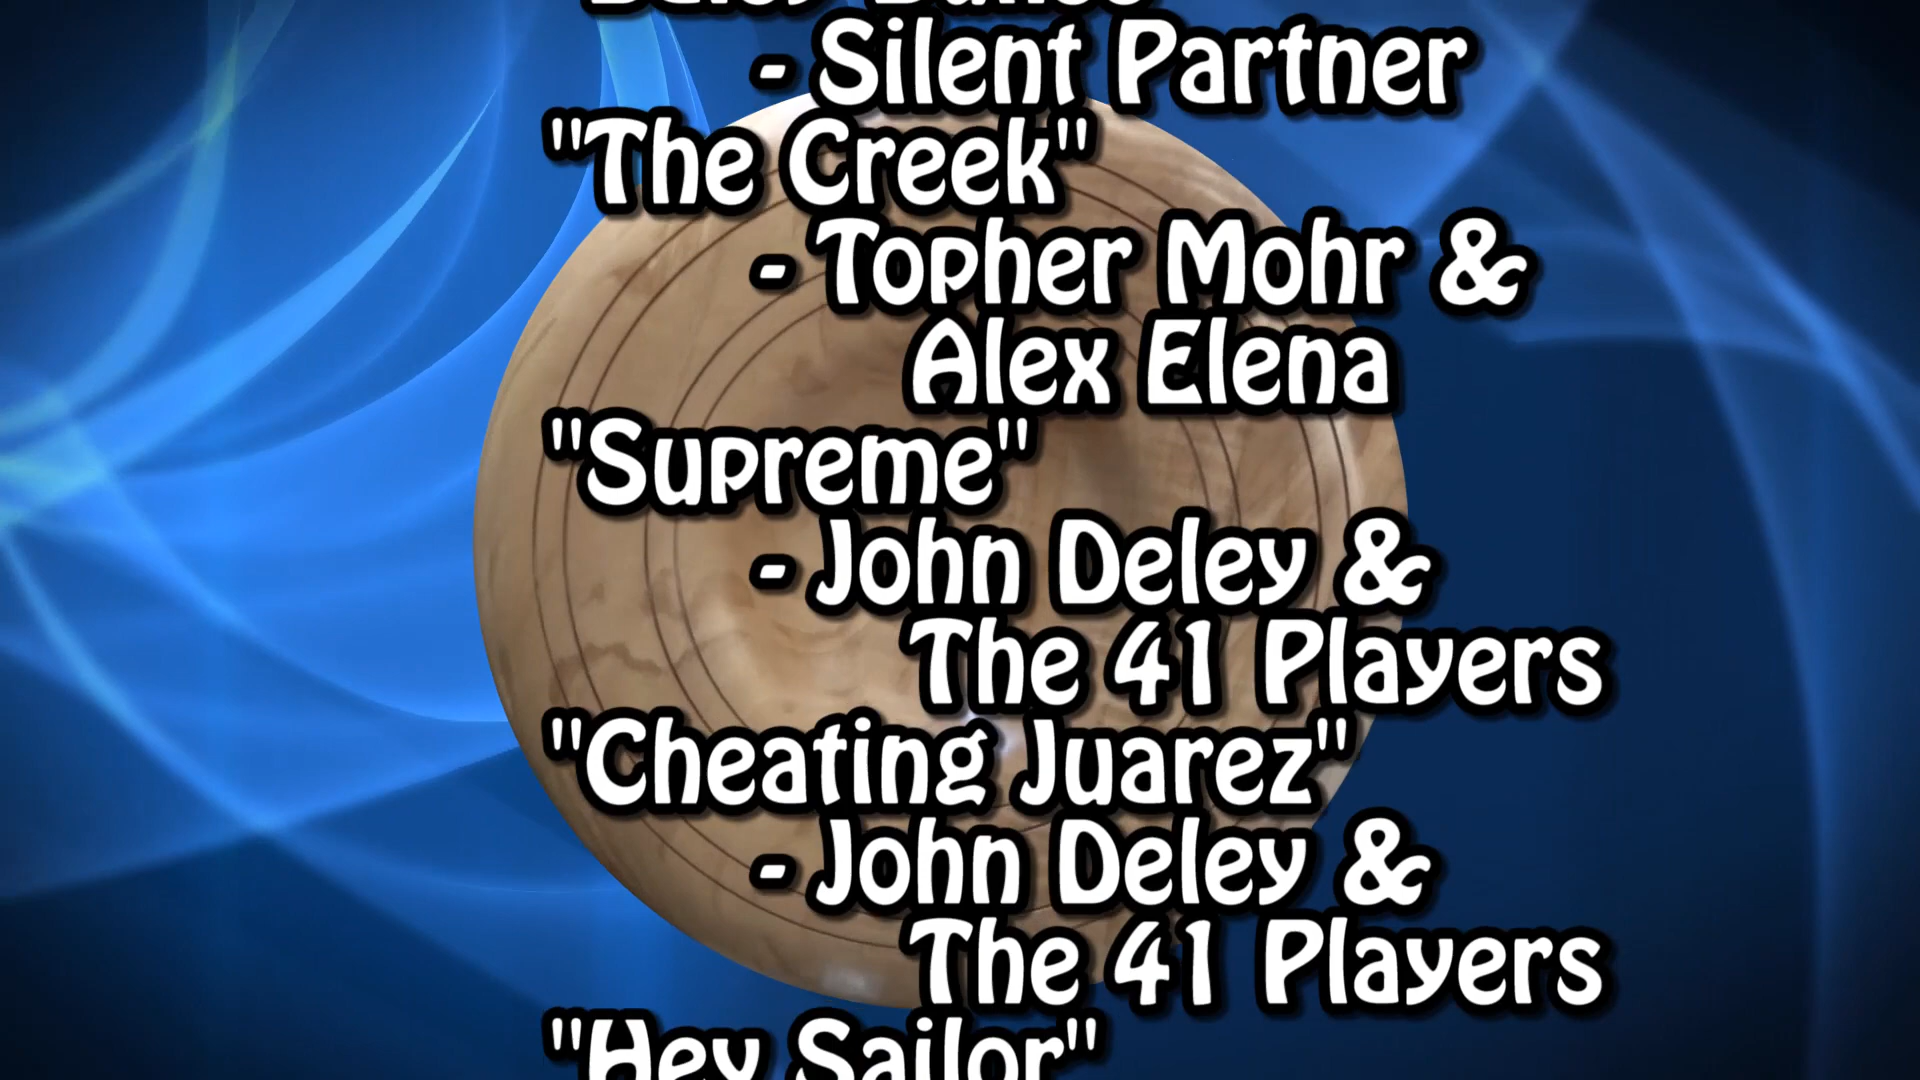 - Silent Partner
"The Creek"
- Topher Mohr &
Alex Elena
"Supreme"
- John Deley &
The 41 Players
"Cheating Juarez"
- John Deley &
The 41 Players
"Hey Sailor"